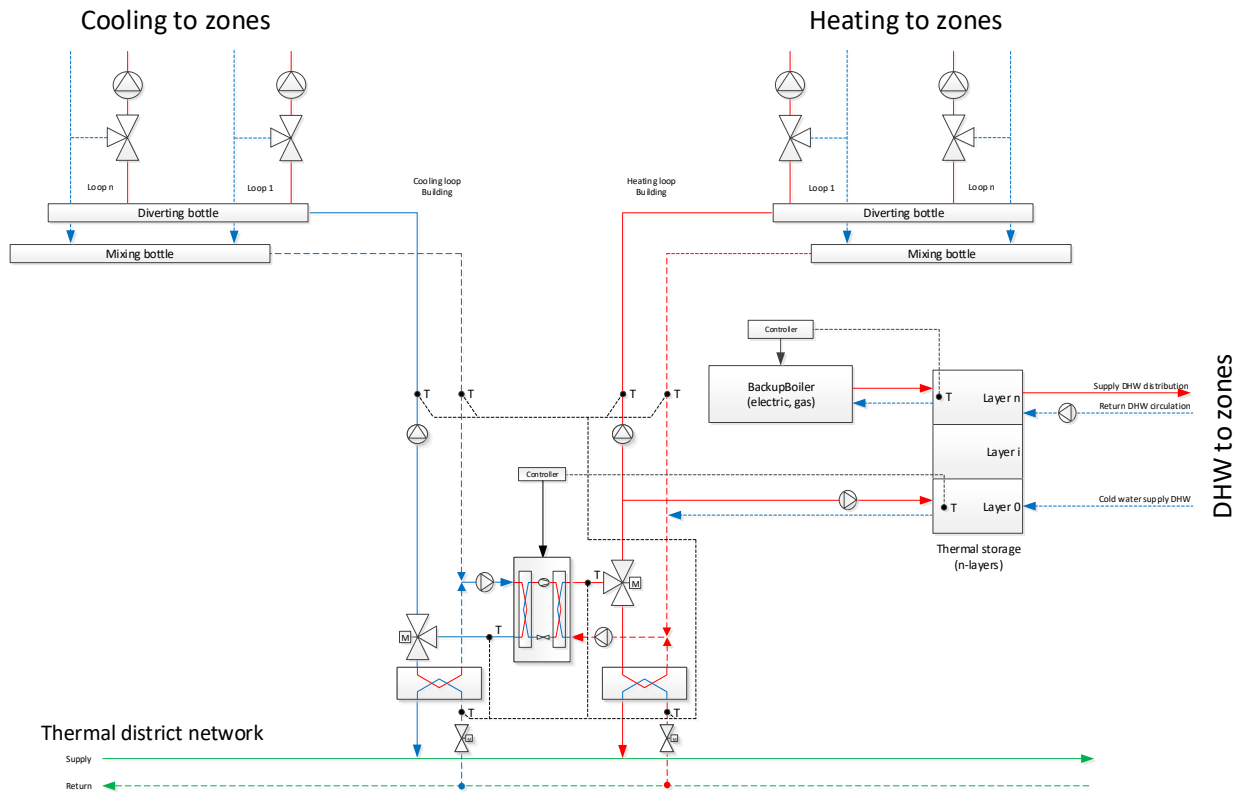 Cooling to zones
Heating to zones
Loop n
Loop 1
Cooling loop
Building
Heating loop
Building
Loop 1
Loop n
Diverting bottle
Diverting bottle
Mixing bottle
Mixing bottle
Controller
BackupBoiler
(electric, gas)
T
Layer n
Supply DHW distribution
Return DHW circulation
DHW to zones
T
T
T
T
Layer i
Controller
T
Layer 0
Cold water supply DHW
Thermal storage
(n-layers)
T
M
M
T
T
T
Thermal district network
M
M
Supply
Return